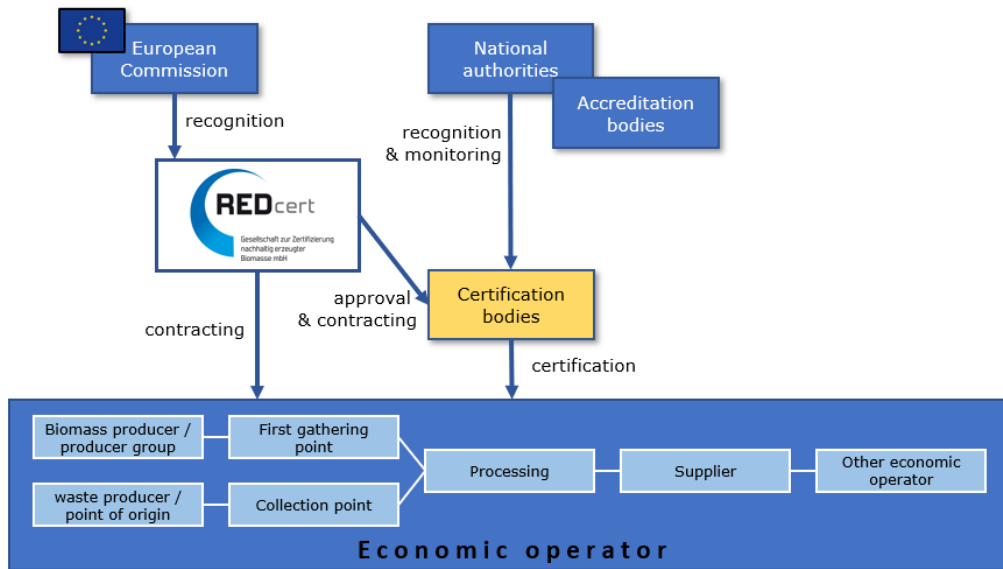 European
Commission
National
authorities
Accreditation
bodies
recognition
recognition
& monitoring
REDcert
Gesellschaft zur Zertifizierung
nachhaltig erzeugter
Biomasse mbH
approval
& contracting
Certification
bodies
contracting
certification
Biomass producer /
producer group
First gathering
point
Processing
Supplier
Other economic
operator
waste producer /
point of origin
Collection point
Economic operator